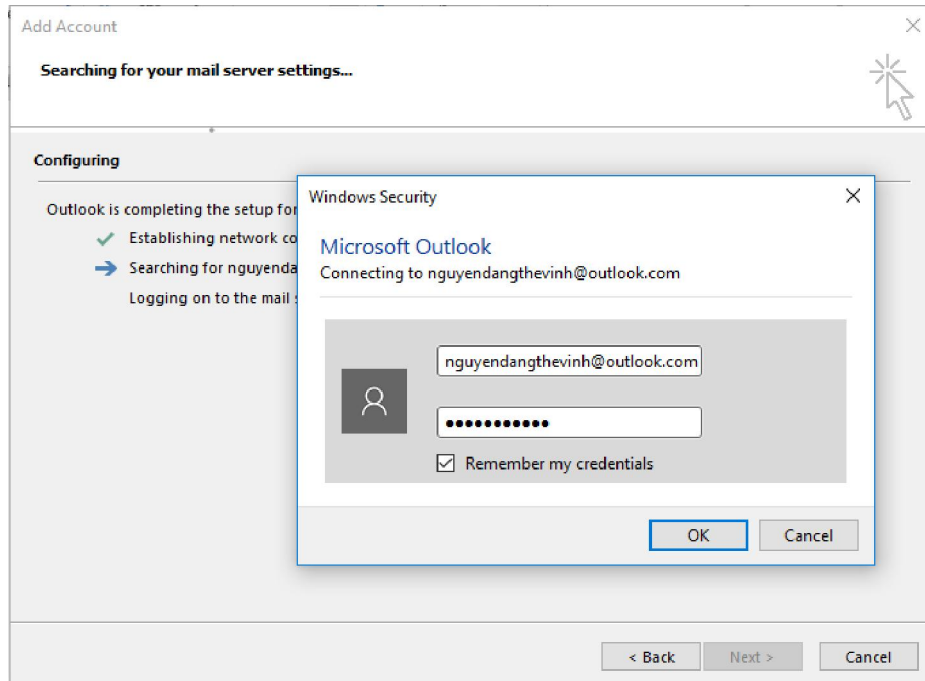 Add Account
Searching for your mail server settings...
Configuring
Outlook is completing the setup for
Establishing network co
Searching for nguyenda
Logging on to the mail
Windows Security
Microsoft Outlook
Connecting to nguyendangthevinh@outlook.com
nguyendangthevinh@outlook.com
●●●●●●●●●●●
Remember my credentials
OK
Cancel
< Back
Next >
Cancel